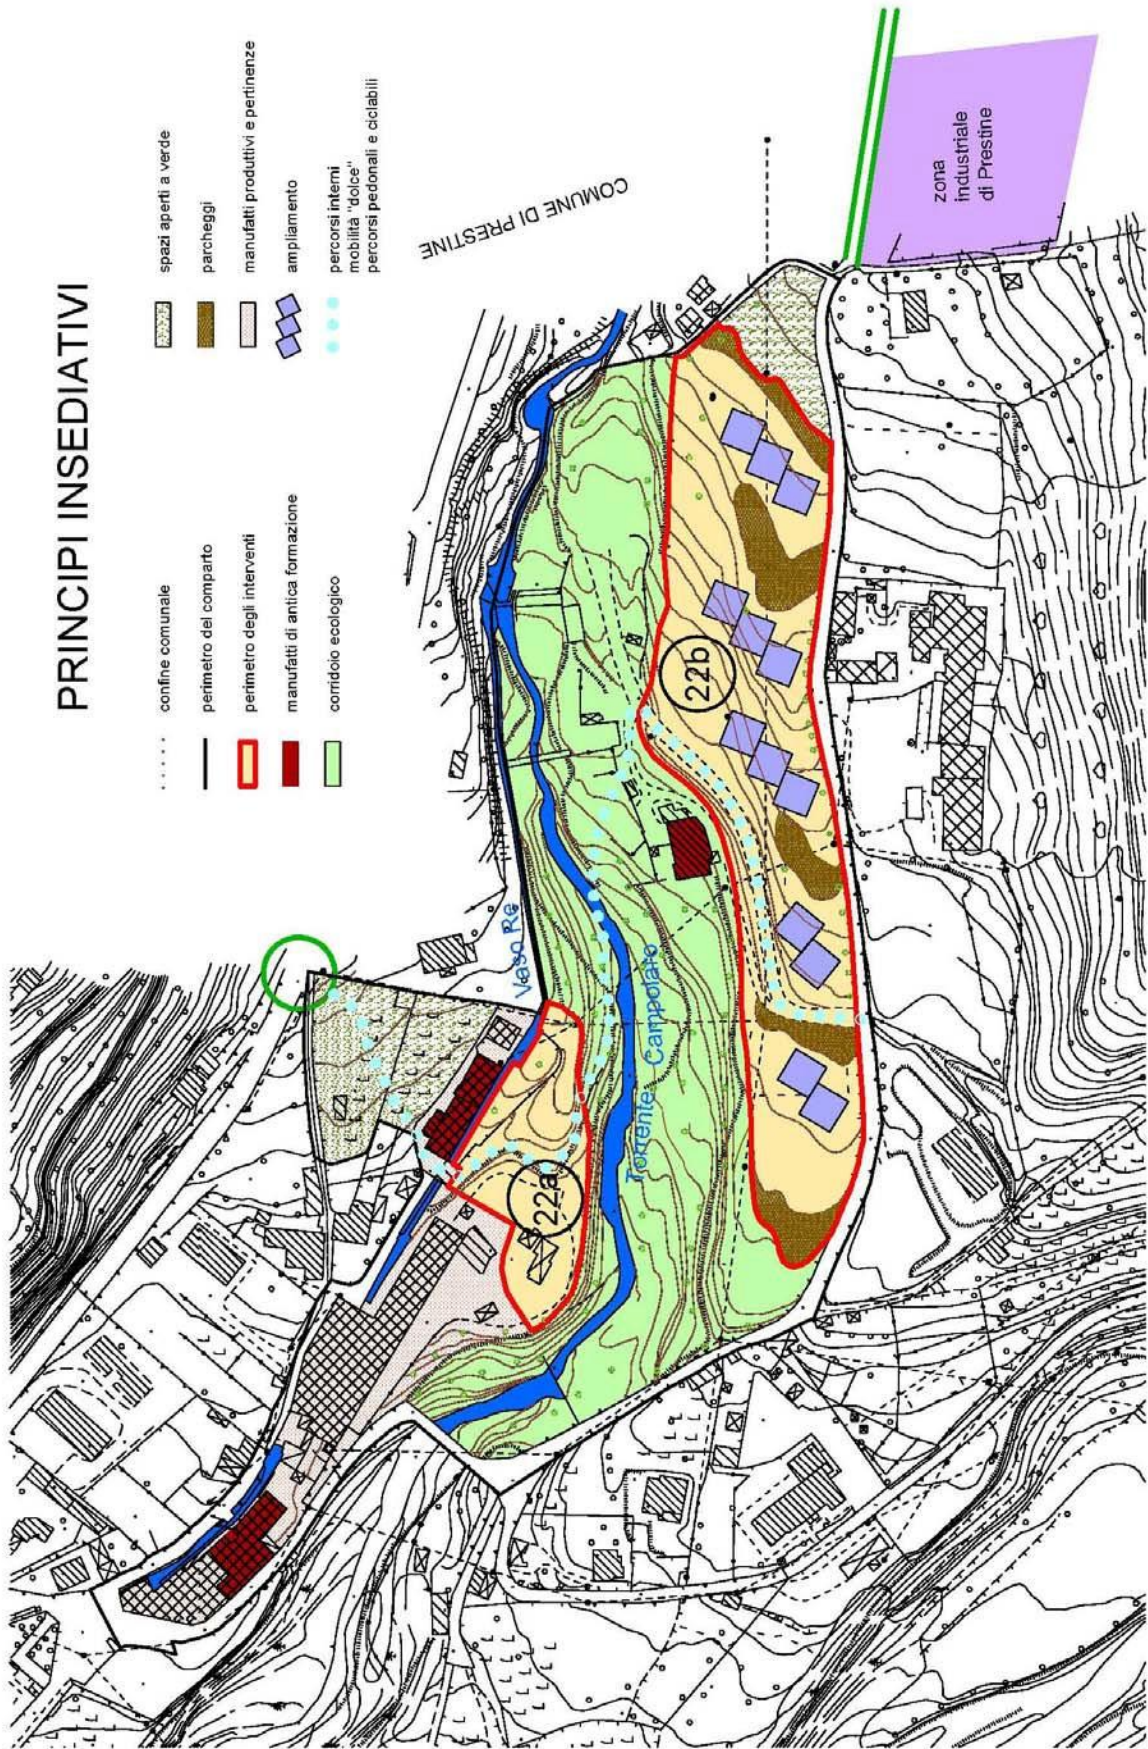 PRINCIPI INSEDIATIVI
confine comunale
perimetro del comparto
perimetro degli interventi
manufatti di antica formazione
corridoio ecologico
spazi aperti a verde
parcheggi
manufatti produttivi e pertinenze
ampliamento
percorsi interni
mobilità "dolce"
percorsi pedonali e ciclabili
COMUNE DI PRESTINE
zona
industriale
di Prestine
Vaso Re
Torrente Campolaro
22a
22b